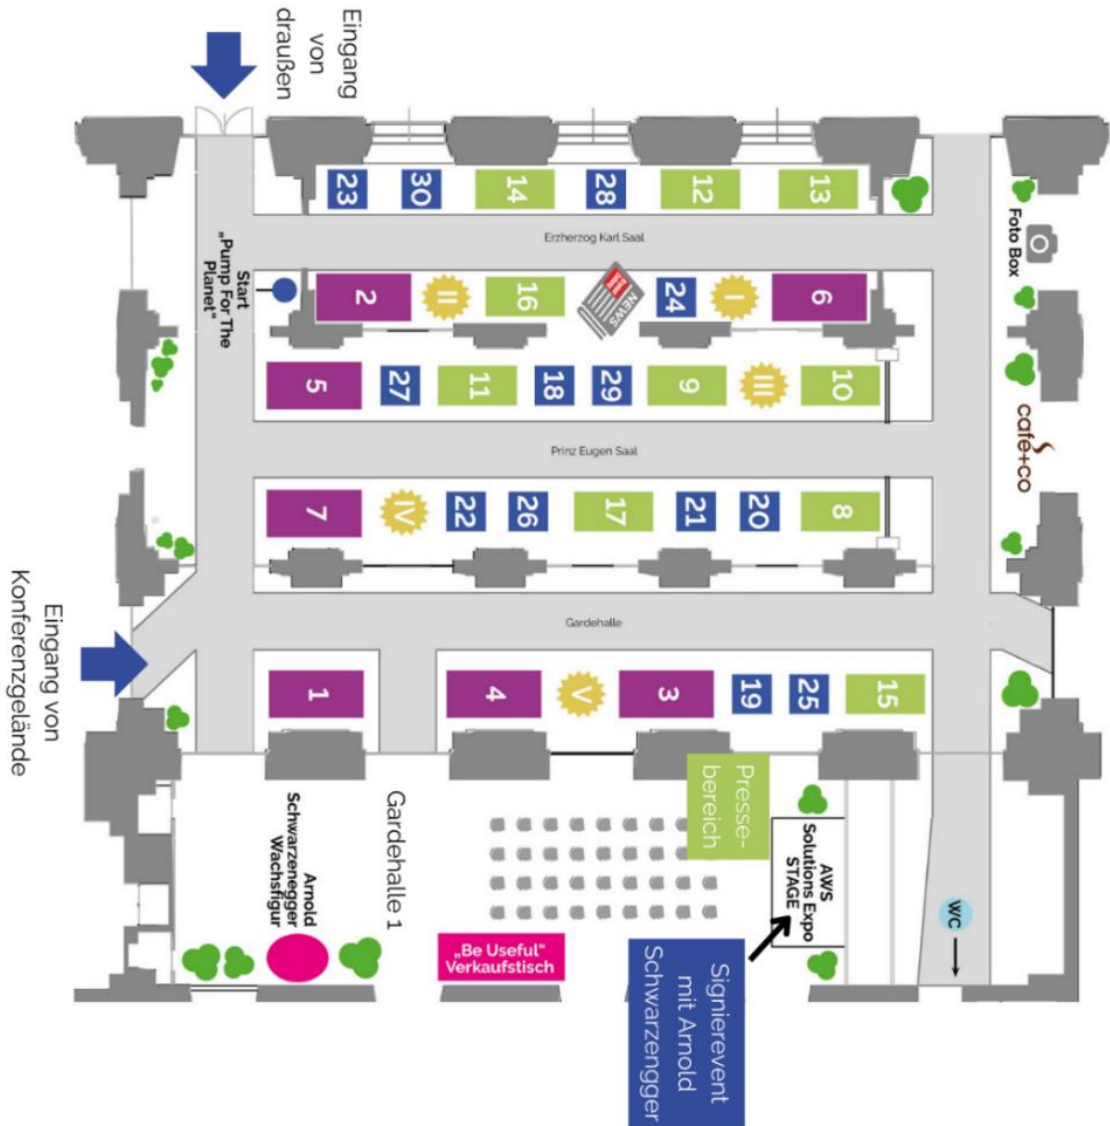 Eingang
von
draußen
23
30
14
28
12
13
Erzherzog Karl Saal
Foto Box
Start
„Pump For The
Planet“
2
II
16
NEWS
24
I
6
5
27
11
18
29
9
III
10
cafe+co
Prinz Eugen Saal
7
IV
22
26
17
21
20
8
Gardehalle
Eingang von
Konferenzgelände
1
4
V
3
19
25
15
Presse-
bereich
Arnold
Schwarzenegger
Wachsfigur
Gardehalle 1
AWS
Solutions Expo
STAGE
WC
„Be Useful“
Verkaufstisch
Signierevent
mit Arnold
Schwarzengger